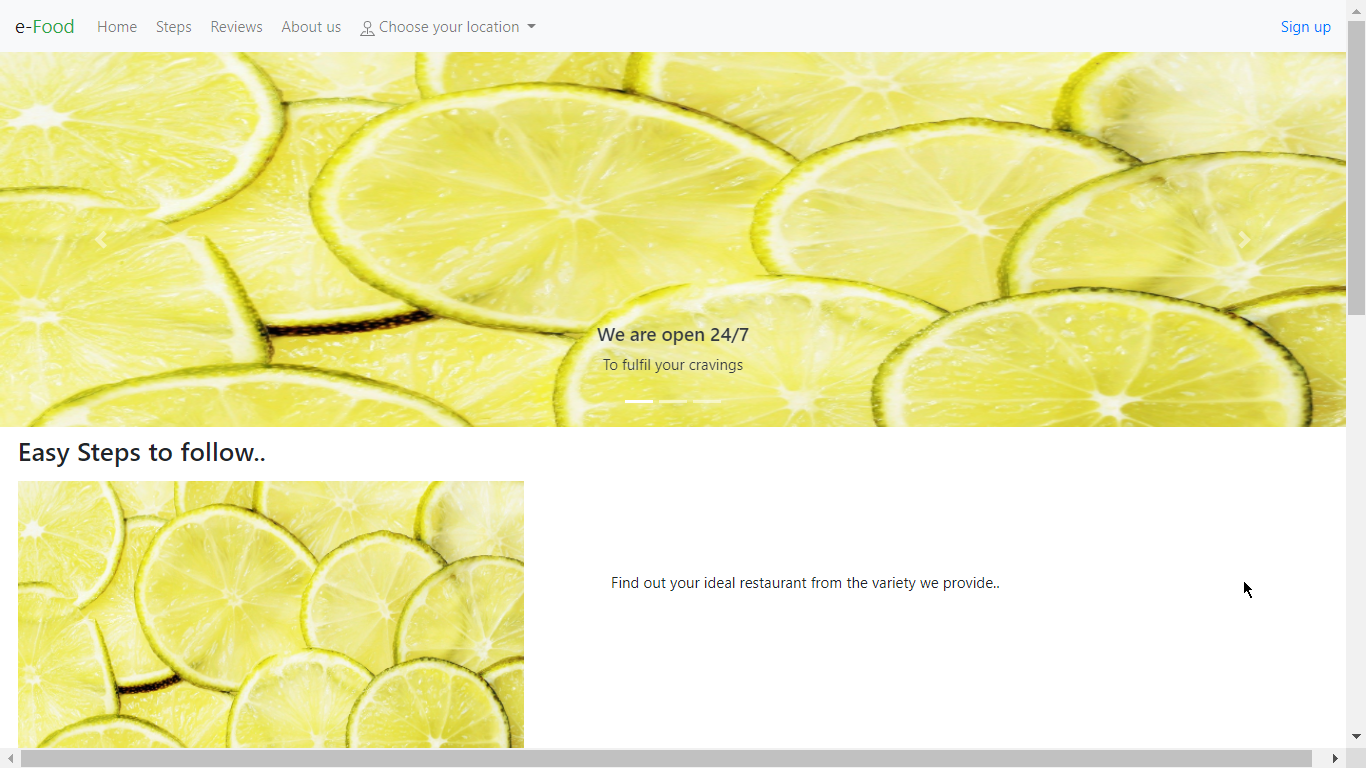 e-Food Home Steps Reviews About us Choose your location Sign up
We are open 24/7
To fulfil your cravings
Easy Steps to follow..
Find out your ideal restaurant from the variety we provide..